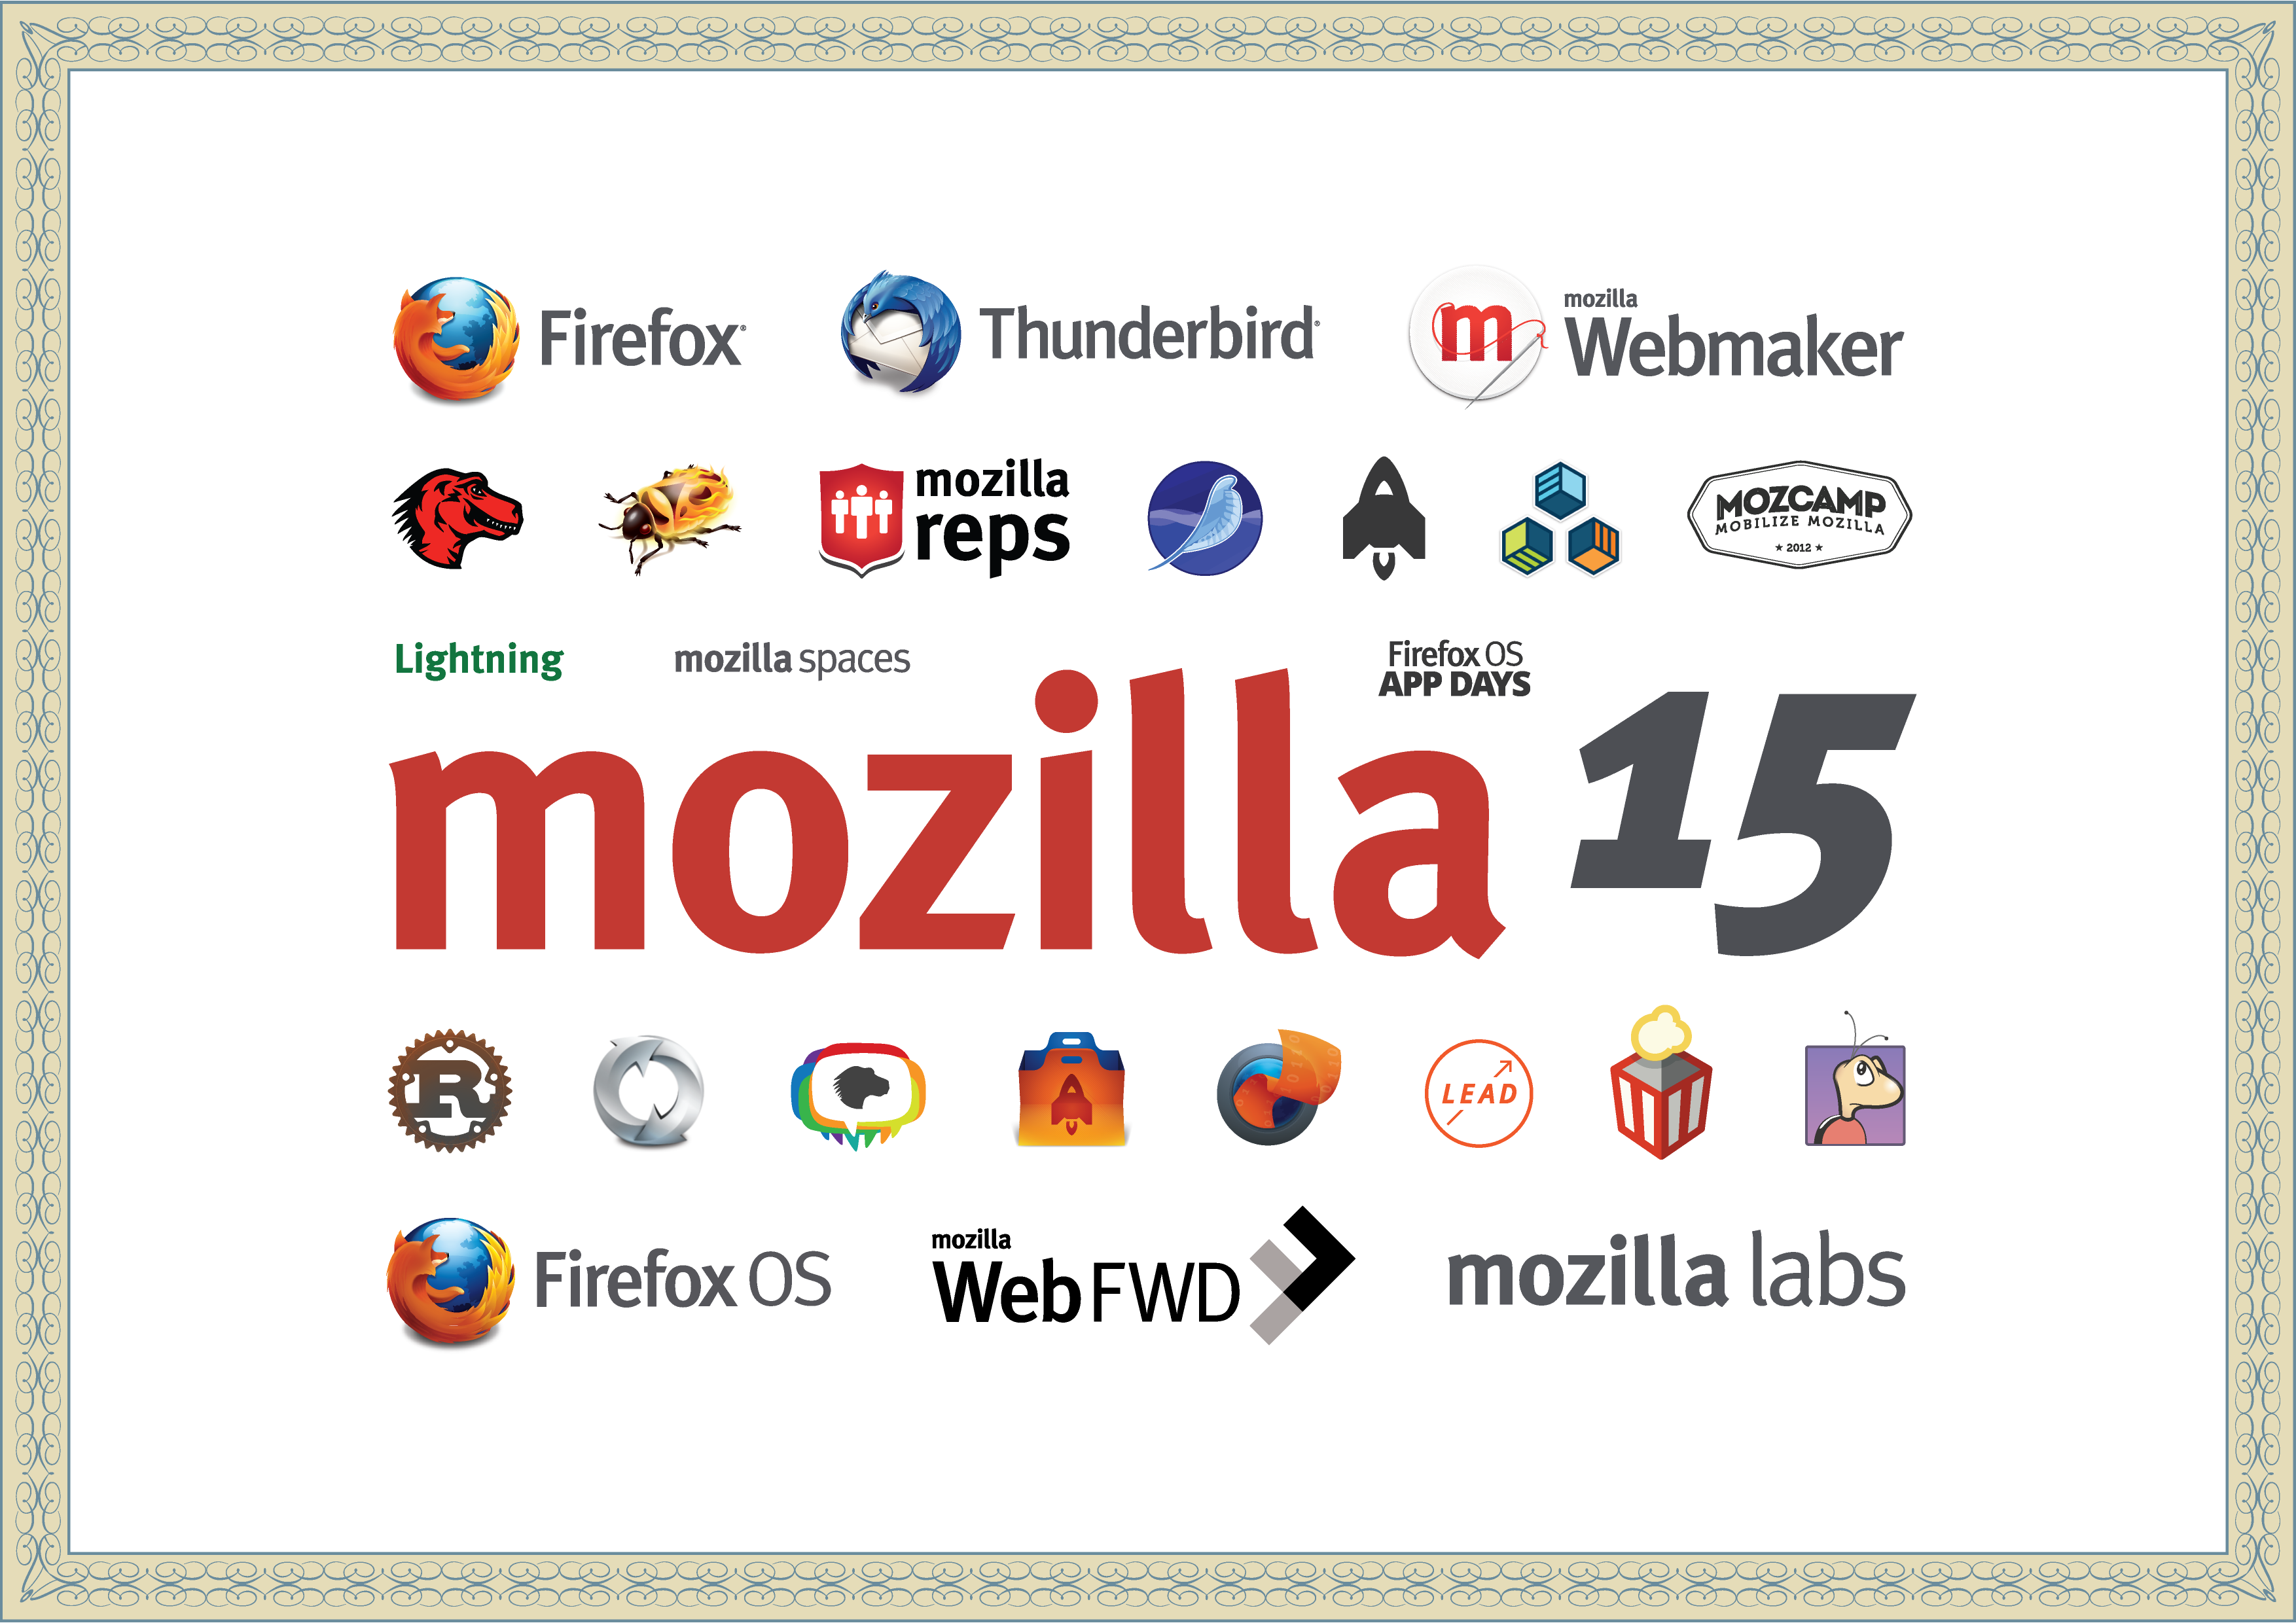 Firefox®
Thunderbird®
mozilla
Webmaker
m
mozilla
reps
MOZCAMP
MOBILIZE MOZILLA
★ 2012 ★
Lightning
mozilla spaces
Firefox OS
APP DAYS
mozilla 15
R
LEAD
Firefox OS
mozilla
WebFWD
mozilla labs